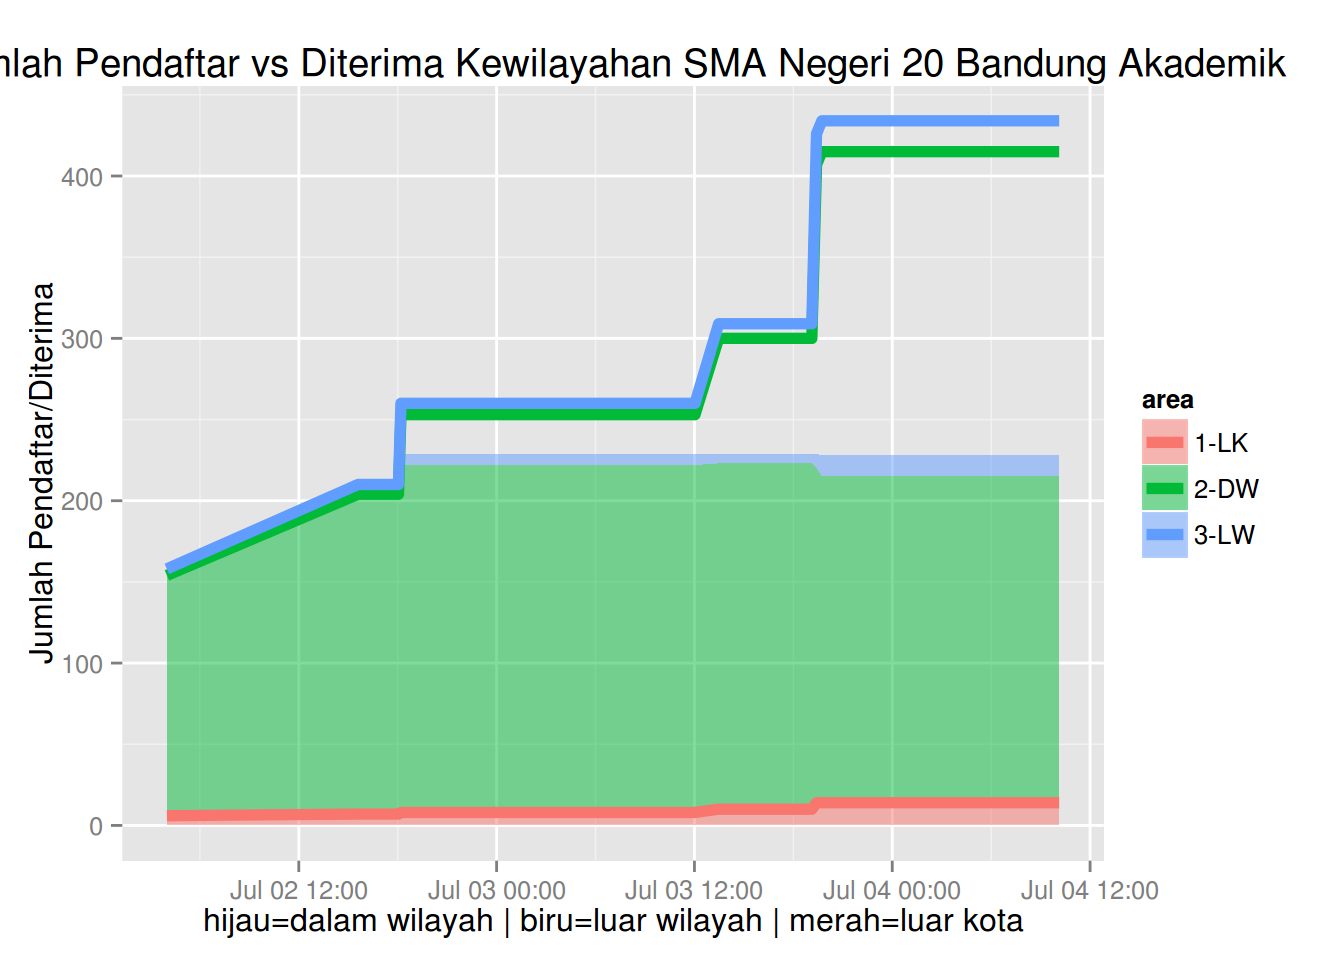 Pendaftar vs Diterima Kewilayahan SMA Negeri 20 Bandung Akademik
Jumlah Pendaftar/Diterima
400
300
200
100
0
Jul 02 12:00
Jul 03 00:00
Jul 03 12:00
Jul 04 00:00
Jul 04 12:00
hijau=dalam wilayah | biru=luar wilayah | merah=luar kota
area
1-LK
2-DW
3-LW